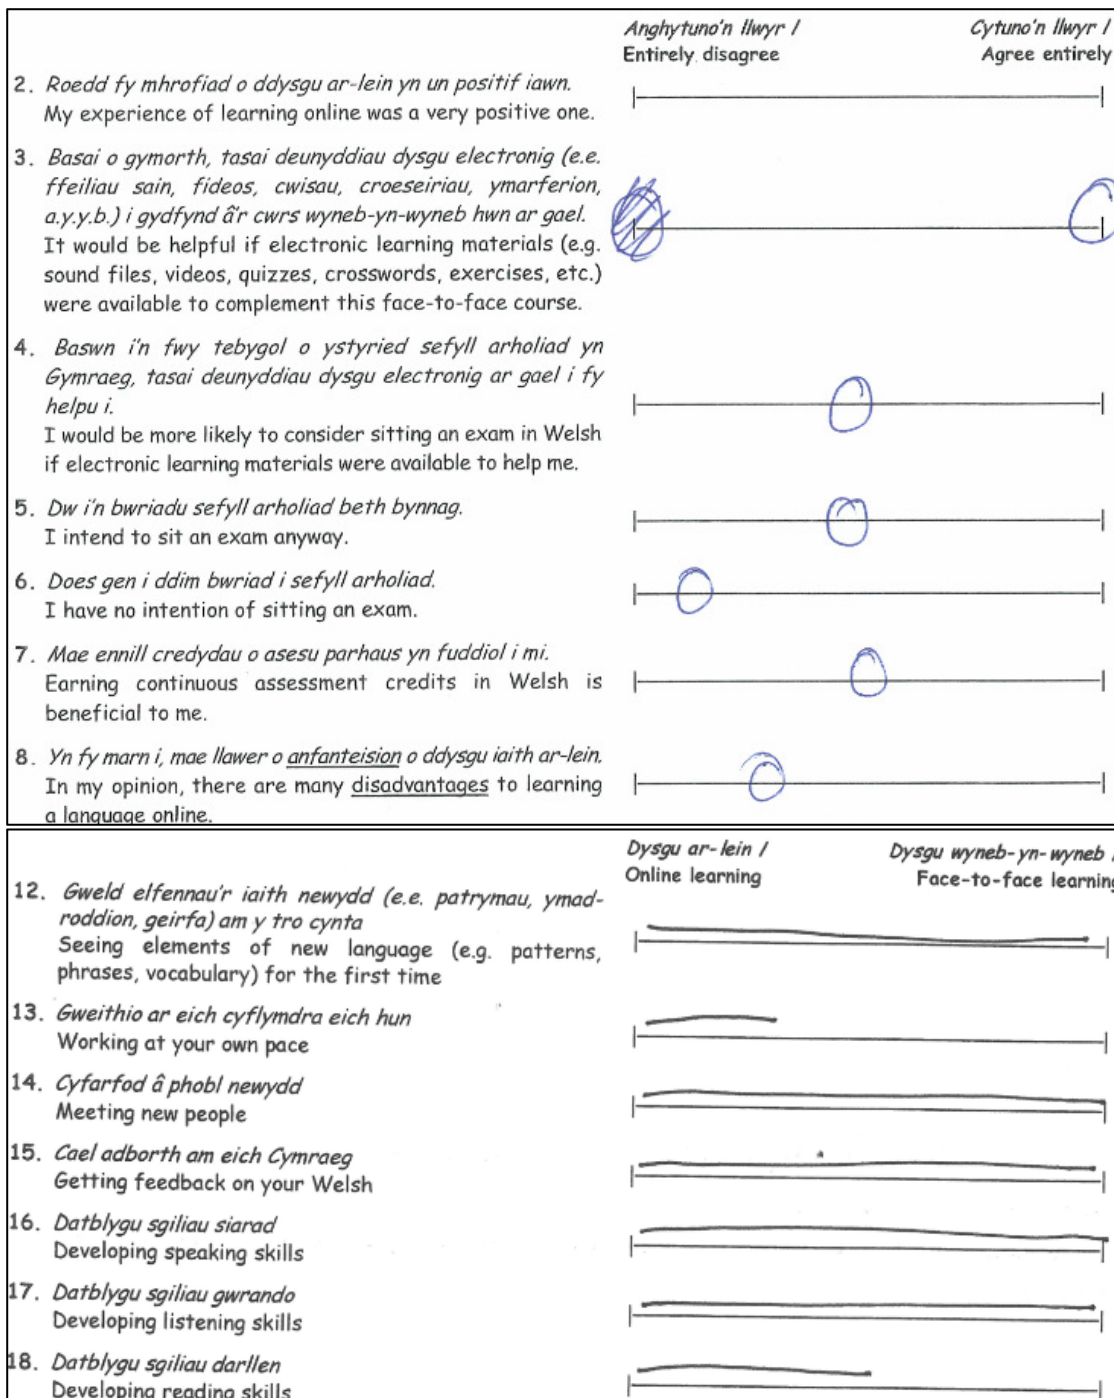 Anghytuno'n llwyr / Cytuno'n llwyr /
Entirely disagree Agree entirely
2. Roedd fy mhrofiad o ddysgu ar-lein yn un positif iawn.
My experience of learning online was a very positive one.
3. Basai o gymorth, tasai deunyddiau dysgu electronig (e.e.
ffeiliau sain, fideos, cwisau, croeseiriau, ymarferion,
a.y.y.b.) i gydfynd â'r cwrs wyneb-yn-wyneb hwn ar gael.
It would be helpful if electronic learning materials (e.g.
sound files, videos, quizzes, crosswords, exercises, etc.)
were available to complement this face-to-face course.
4. Baswn i'n fwy tebygol o ystyried sefyll arholiad yn
Gymraeg, tasai deunyddiau dysgu electronig ar gael i fy
helpu i.
I would be more likely to consider sitting an exam in Welsh
if electronic learning materials were available to help me.
5. Dw i'n bwriadu sefyll arholiad beth bynnag.
I intend to sit an exam anyway.
6. Does gen i ddim bwriad i sefyll arholiad.
I have no intention of sitting an exam.
7. Mae ennill credydau o asesu parhaus yn fuddiol i mi.
Earning continuous assessment credits in Welsh is
beneficial to me.
8. Yn fy marn i, mae llawer o anfanteision o ddysgu iaith ar-lein.
In my opinion, there are many disadvantages to learning
a language online.
Dysgu ar-lein / Dysgu wyneb-yn-wyneb /
Online learning Face-to-face learning
12. Gweld elfennau'r iaith newydd (e.e. patrymau, ymad-
roddion, geirfa) am y tro cynta
Seeing elements of new language (e.g. patterns,
phrases, vocabulary) for the first time
13. Gweithio ar eich cyflymdra eich hun
Working at your own pace
14. Cyfarfod â phobl newydd
Meeting new people
15. Cael adborth am eich Cymraeg
Getting feedback on your Welsh
16. Datblygu sgiliau siarad
Developing speaking skills
17. Datblygu sgiliau gwrando
Developing listening skills
18. Datblygu sgiliau darllen
Developing reading skills